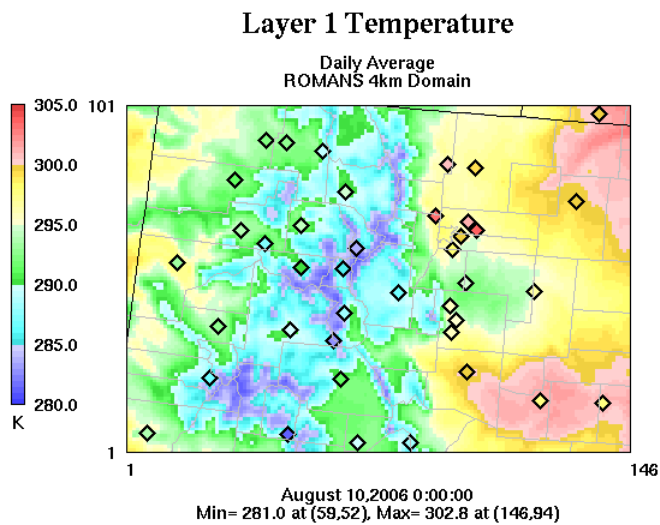 Layer 1 Temperature
Daily Average
ROMANS 4km Domain
305.0
300.0
295.0
290.0
285.0
280.0
K
101
1
1
146
August 10,2006 0:00:00
Min= 281.0 at (59,52), Max= 302.8 at (146,94)